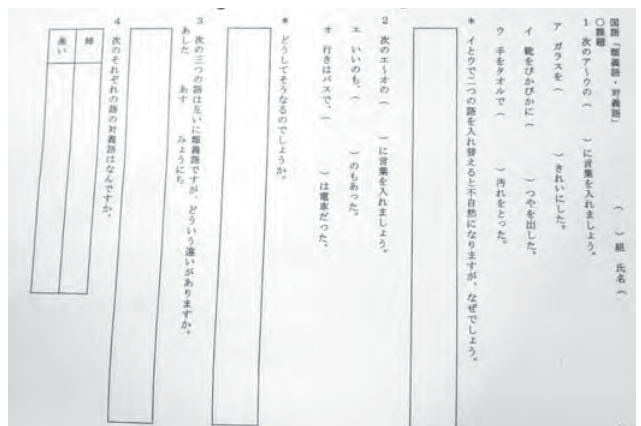 国語「類義語・対義語」 （　）組 氏名（
〇課題
1 次のア～ウの（　）に言葉を入れましょう。
ア ガラスを（　）きれいにした。
イ 靴をぴかぴかに（　）つやを出した。
ウ 手をタオルで（　）汚れをとった。
* イとウで二つの語を入れ替えると不自然になりますが、なぜでしょう。
2 次のエ～オの（　）に言葉を入れましょう。
エ いいのも、（　）のもあった。
オ 行きはバスで、（　）は電車だった。
* どうしてそうなるのでしょうか。
3 次の三つの語は互いに類義語ですが、どういう違いがありますか。
あした あす みょうにち
4 次のそれぞれの語の対義語はなんですか。
姉